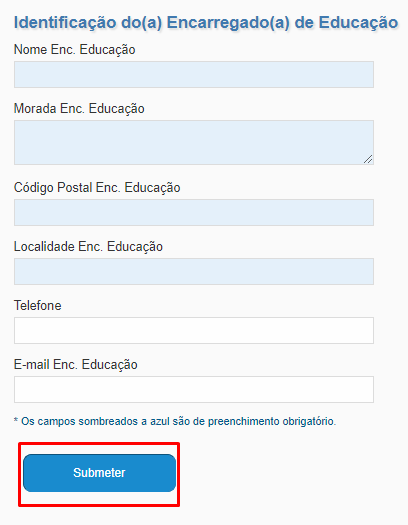 Identificação do(a) Encarregado(a) de Educação
Nome Enc. Educação
Morada Enc. Educação
Código Postal Enc. Educação
Localidade Enc. Educação
Telefone
E-mail Enc. Educação
* Os campos sombreados a azul são de preenchimento obrigatório.
Submeter